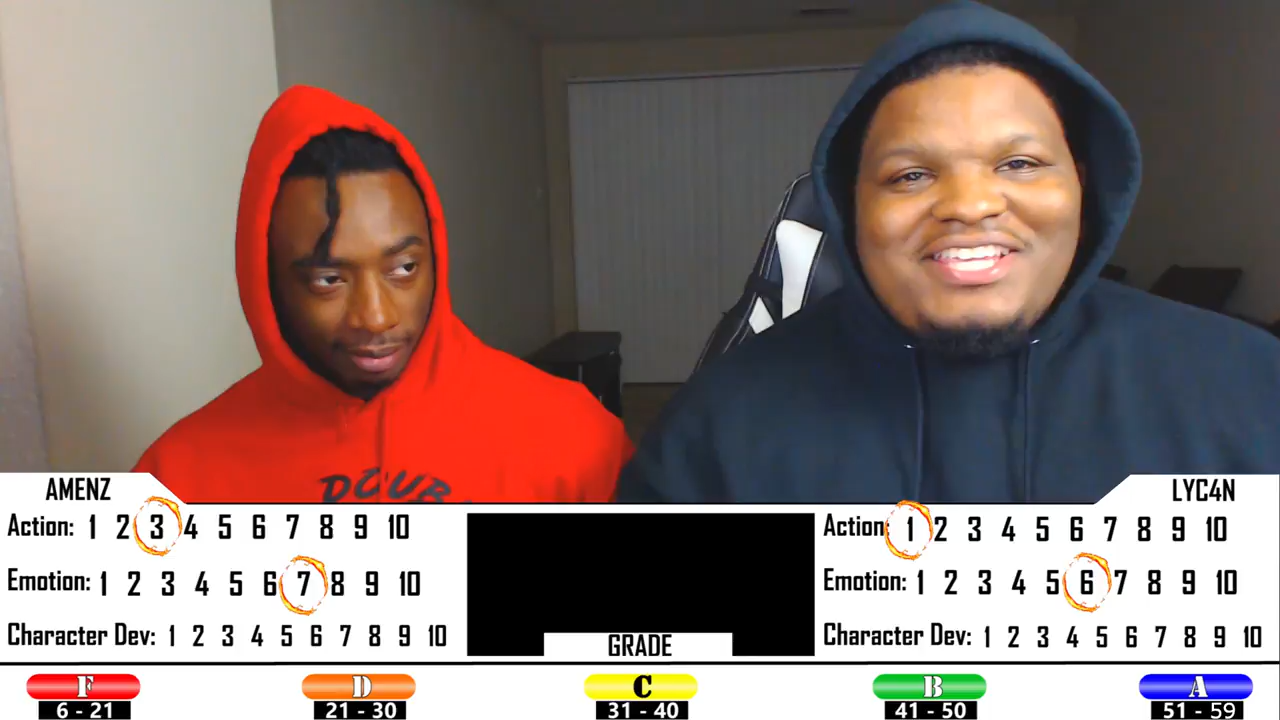 DOUB
AMENZ
Action: 1 2 3 4 5 6 7 8 9 10
Emotion: 1 2 3 4 5 6 7 8 9 10
Character Dev: 1 2 3 4 5 6 7 8 9 10
GRADE
LYC4N
Action 1 2 3 4 5 6 7 8 9 10
Emotion: 1 2 3 4 5 6 7 8 9 10
Character Dev: 1 2 3 4 5 6 7 8 9 10
F D C B A
6 - 21 21 - 30 31 - 40 41 - 50 51 - 59